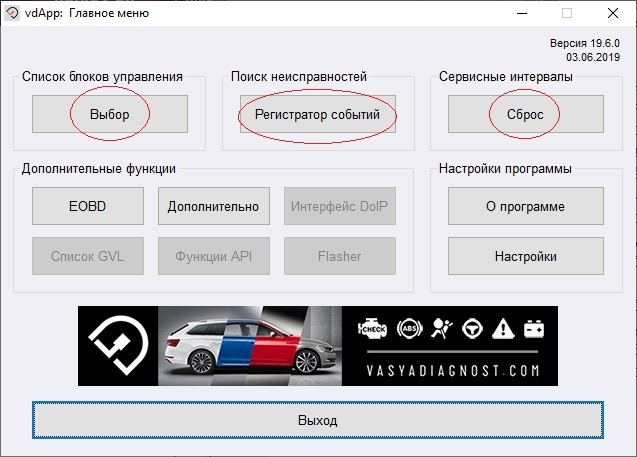 vdApp: Главное меню
Версия 19.6.0
03.06.2019
Список блоков управления
Поиск неисправностей
Сервисные интервалы
Выбор
Регистратор событий
Сброс
Дополнительные функции
Настройки программы
EOBD
Дополнительно
Интерфейс DoIP
О программе
Список GVL
Функции API
Flasher
Настройки
CHECK
ABS
VASYADIAGNOST.COM
Выход